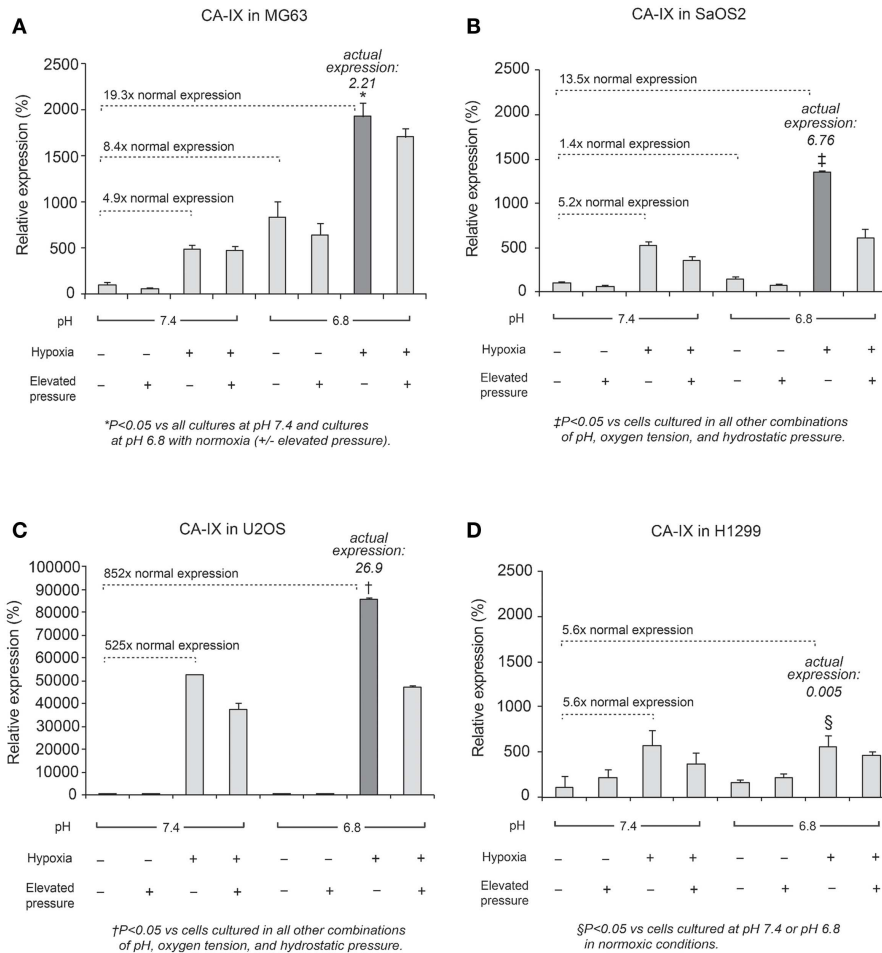 A
CA-IX in MG63
actual
expression:
2.21
*
Relative expression (%)
2500
2000
1500
1000
500
0
19.3x normal expression
8.4x normal expression
4.9x normal expression
pH 7.4 6.8
Hypoxia – – + + – – + +
Elevated – + – + – + – +
pressure
*P<0.05 vs all cultures at pH 7.4 and cultures
at pH 6.8 with normoxia (+/- elevated pressure).
B
CA-IX in SaOS2
Relative expression (%)
2500
2000
1500
1000
500
0
13.5x normal expression
actual
expression:
6.76
‡
1.4x normal expression
5.2x normal expression
pH 7.4 6.8
Hypoxia – – + + – – + +
Elevated – + – + – + – +
pressure
‡P<0.05 vs cells cultured in all other combinations
of pH, oxygen tension, and hydrostatic pressure.
C
CA-IX in U2OS
actual
expression:
26.9
†
Relative expression (%)
100000
90000
80000
70000
60000
50000
40000
30000
20000
10000
0
852x normal expression
525x normal expression
pH 7.4 6.8
Hypoxia – – + + – – + +
Elevated – + – + – + – +
pressure
†P<0.05 vs cells cultured in all other combinations
of pH, oxygen tension, and hydrostatic pressure.
D
CA-IX in H1299
Relative expression (%)
2500
2000
1500
1000
500
0
5.6x normal expression
actual
expression:
0.005
§
5.6x normal expression
pH 7.4 6.8
Hypoxia – – + + – – + +
Elevated – + – + – + – +
pressure
§P<0.05 vs cells cultured at pH 7.4 or pH 6.8
in normoxic conditions.